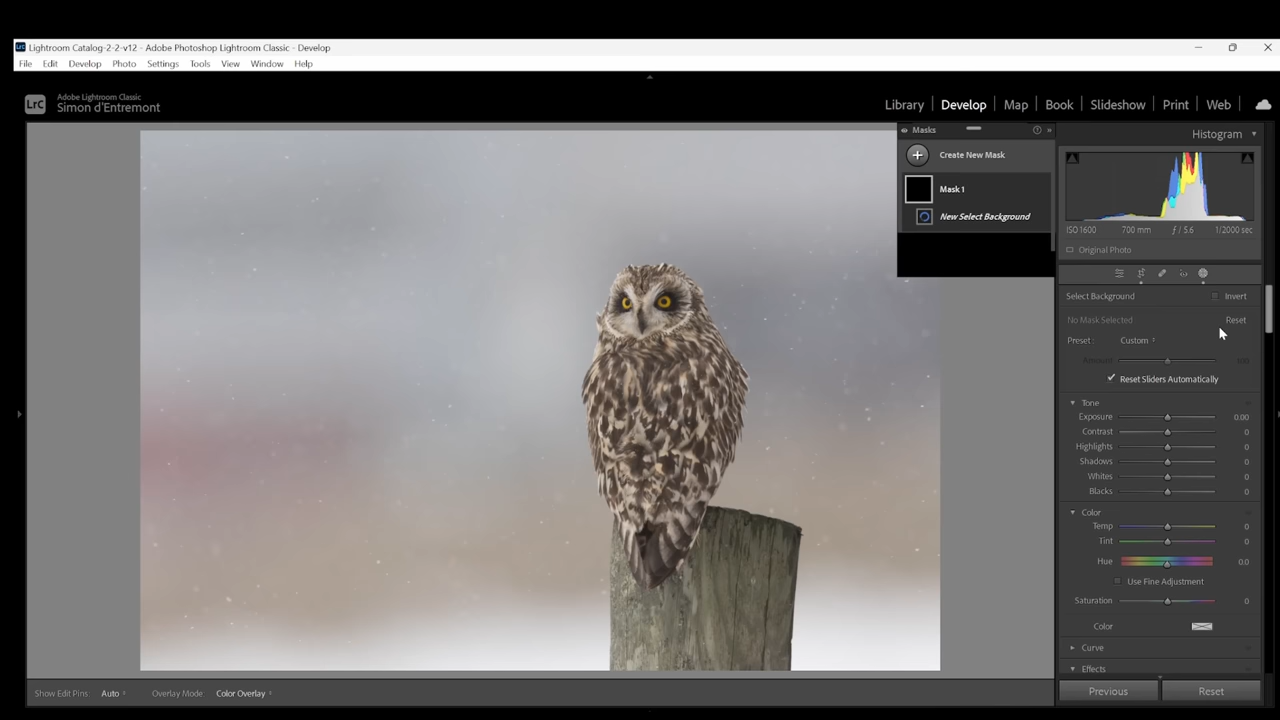 Lightroom Catalog-2-2-v12 - Adobe Photoshop Lightroom Classic - Develop
File Edit Develop Photo Settings Tools View Window Help
LrC
Adobe Lightroom Classic
Simon d'Entremont
Library Develop Map Book Slideshow Print Web
Masks
Create New Mask
Mask 1
New Select Background
Histogram
ISO 1600 700 mm ƒ / 5.6 1/2000 sec
Original Photo
Select Background Invert
No Mask Selected Reset
Preset : Custom
Amount 100
Reset Sliders Automatically
Tone
Exposure 0.00
Contrast 0
Highlights 0
Shadows 0
Whites 0
Blacks 0
Color
Temp 0
Tint 0
Hue 0.0
Use Fine Adjustment
Saturation 0
Color
Curve
Effects
Show Edit Pins Auto Overlay Mode Color Overlay
Previous Reset